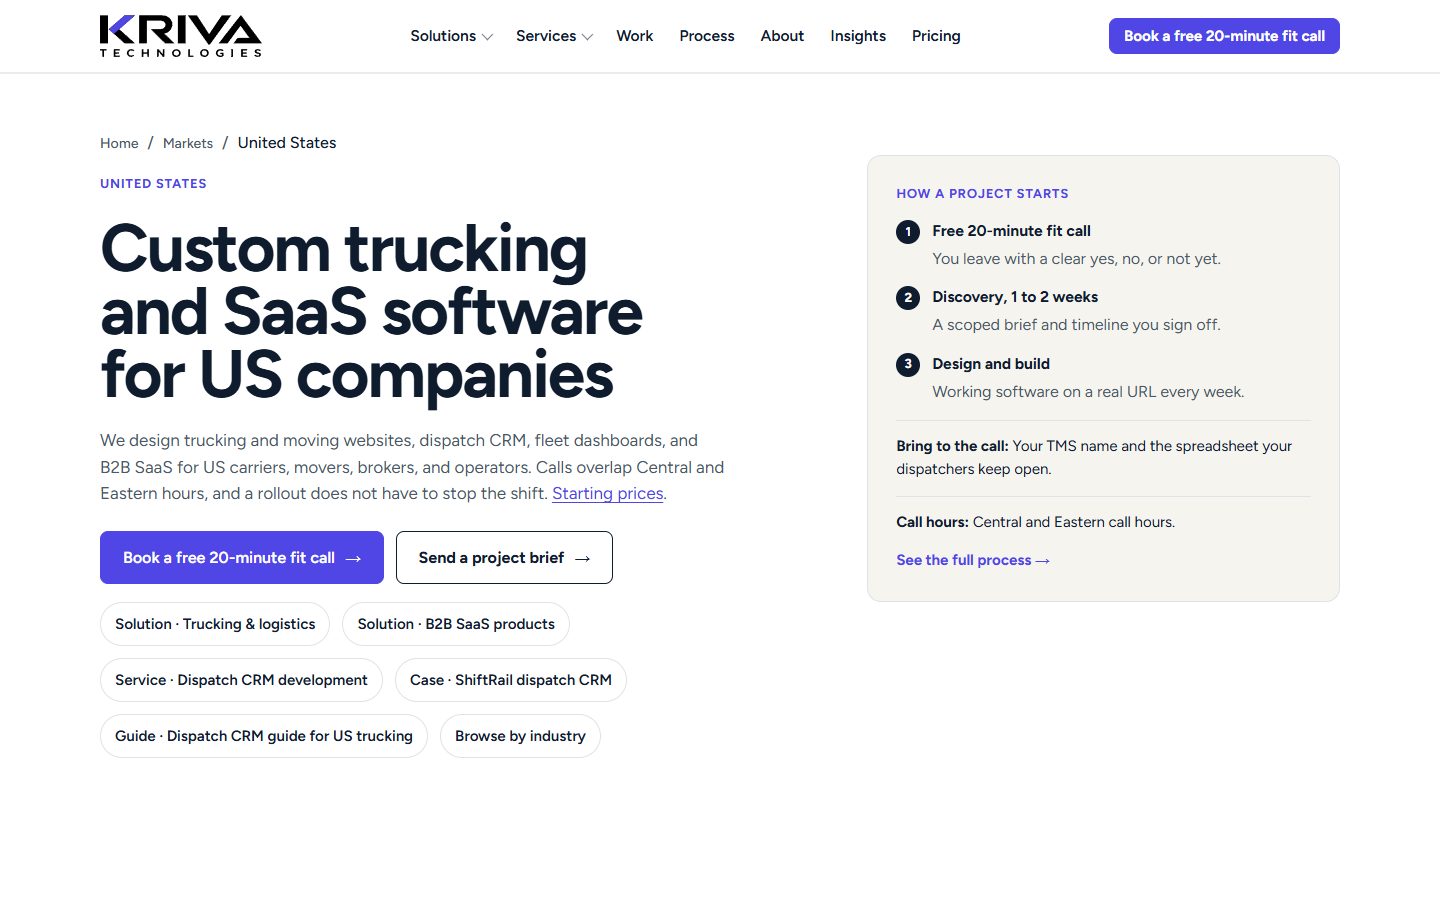 KRIVA
TECHNOLOGIES
Solutions
Services
Work
Process
About
Insights
Pricing
Book a free 20-minute fit call
Home / Markets / United States
UNITED STATES
Custom trucking
and SaaS software
for US companies
We design trucking and moving websites, dispatch CRM, fleet dashboards, and
B2B SaaS for US carriers, movers, brokers, and operators. Calls overlap Central and
Eastern hours, and a rollout does not have to stop the shift. Starting prices.
Book a free 20-minute fit call →
Send a project brief →
Solution · Trucking & logistics
Solution · B2B SaaS products
Service · Dispatch CRM development
Case · ShiftRail dispatch CRM
Guide · Dispatch CRM guide for US trucking
Browse by industry
HOW A PROJECT STARTS
1 Free 20-minute fit call
You leave with a clear yes, no, or not yet.
2 Discovery, 1 to 2 weeks
A scoped brief and timeline you sign off.
3 Design and build
Working software on a real URL every week.
Bring to the call: Your TMS name and the spreadsheet your
dispatchers keep open.
Call hours: Central and Eastern call hours.
See the full process →